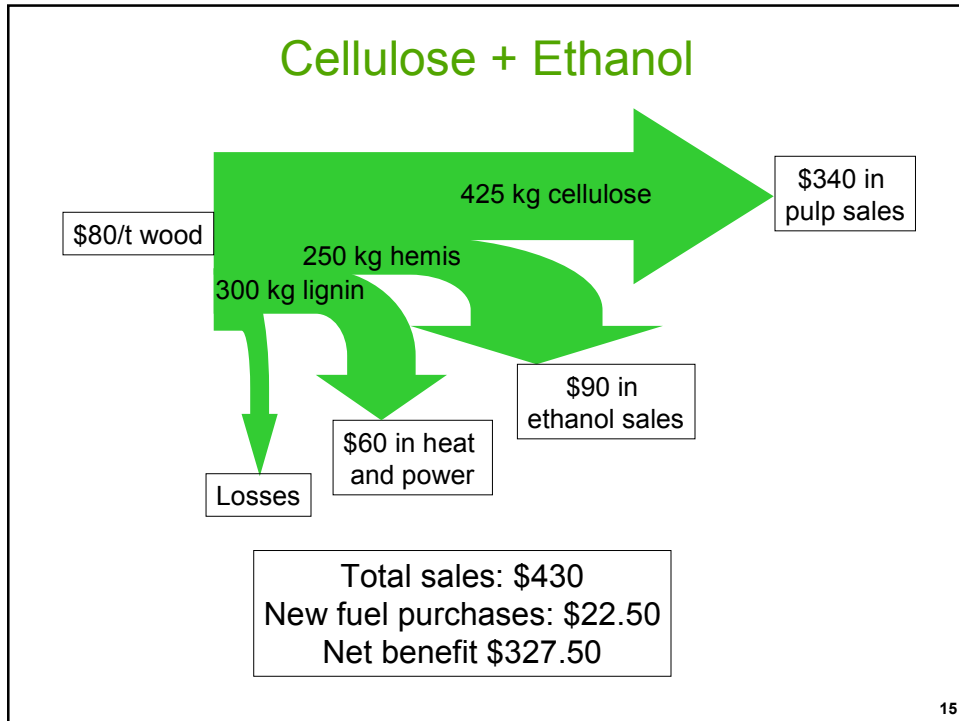 Cellulose + Ethanol
425 kg cellulose
$340 in
pulp sales
$80/t wood
250 kg hemis
300 kg lignin
$90 in
ethanol sales
$60 in heat
and power
Losses
Total sales: $430
New fuel purchases: $22.50
Net benefit $327.50
15